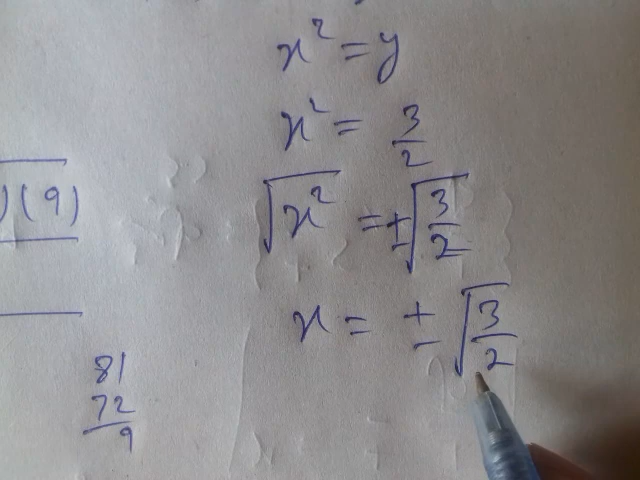 x² = y
x² = 3/2
√x² = ±√3/2
)(9)
x = ±√3/2
81
72
9